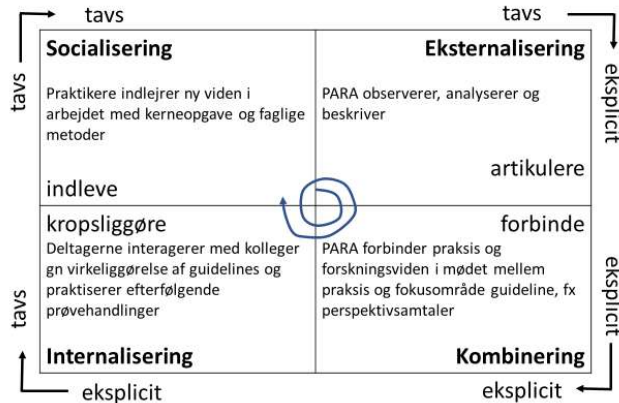 tavs
tavs
tavs
eksplicit
Socialisering
Praktikere indlejrer ny viden i
arbejdet med kerneopgave og faglige
metoder
indleve
Eksternalisering
PARA observerer, analyserer og
beskriver
artikulere
kropsliggøre
Deltagerne interagerer med kolleger
gn virkeliggørelse af guidelines og
praktiserer efterfølgende
prøvehandlinger
Internalisering
forbinde
PARA forbinder praksis og
forskningsviden i mødet mellem
praksis og fokusområde guideline, fx
perspektivsamtaler
Kombinering
tavs
eksplicit
eksplicit
eksplicit